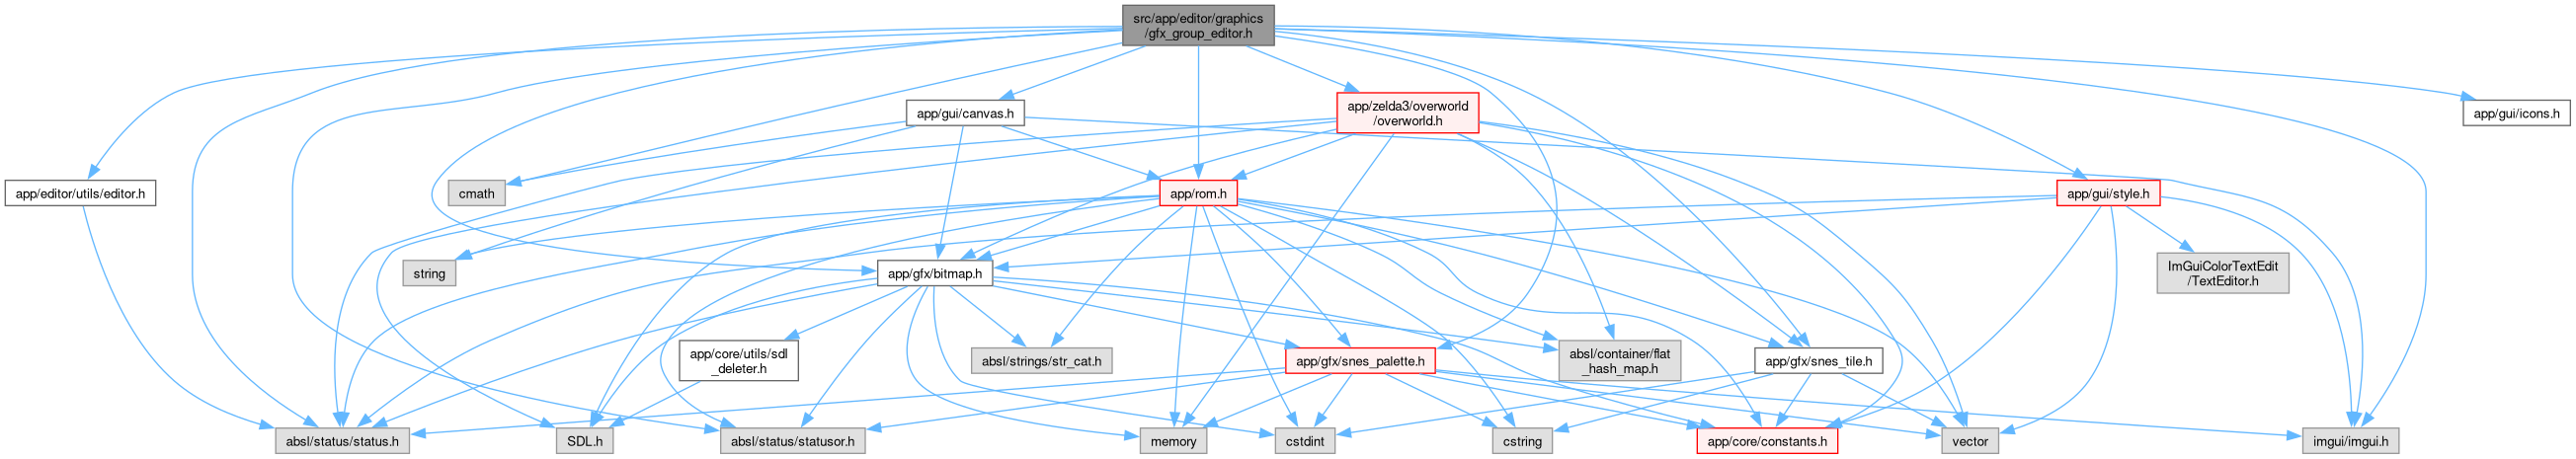 src/app/editor/graphics
/gfx_group_editor.h
app/gui/canvas.h
app/zelda3/overworld
/overworld.h
app/gui/icons.h
app/editor/utils/editor.h
cmath
app/rom.h
app/gui/style.h
string
app/gfx/bitmap.h
ImGuiColorTextEdit
/TextEditor.h
app/core/utils/sdl
_deleter.h
absl/strings/str_cat.h
app/gfx/snes_palette.h
absl/container/flat
_hash_map.h
app/gfx/snes_tile.h
absl/status/status.h
SDL.h
absl/status/statusor.h
memory
cstdint
cstring
app/core/constants.h
vector
imgui/imgui.h